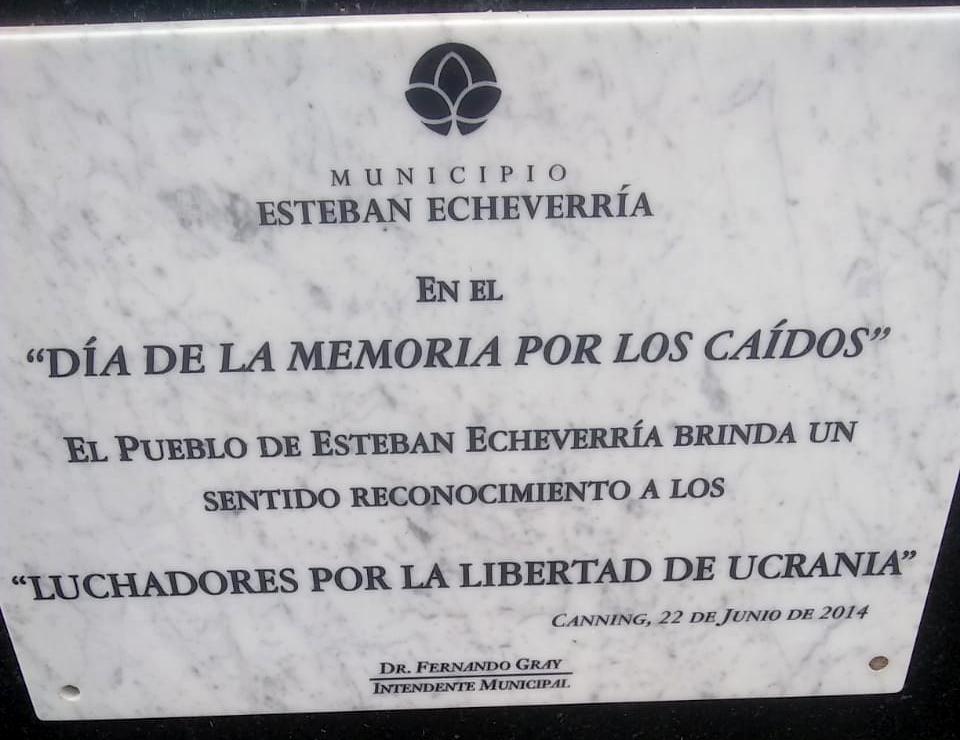 MUNICIPIO
ESTEBAN ECHEVERRÍA
EN EL
“DÍA DE LA MEMORIA POR LOS CAÍDOS”
EL PUEBLO DE ESTEBAN ECHEVERRÍA BRINDA UN
SENTIDO RECONOCIMIENTO A LOS
“LUCHADORES POR LA LIBERTAD DE UCRANIA”
CANNING, 22 DE JUNIO DE 2014
DR. FERNANDO GRAY
INTENDENTE MUNICIPAL